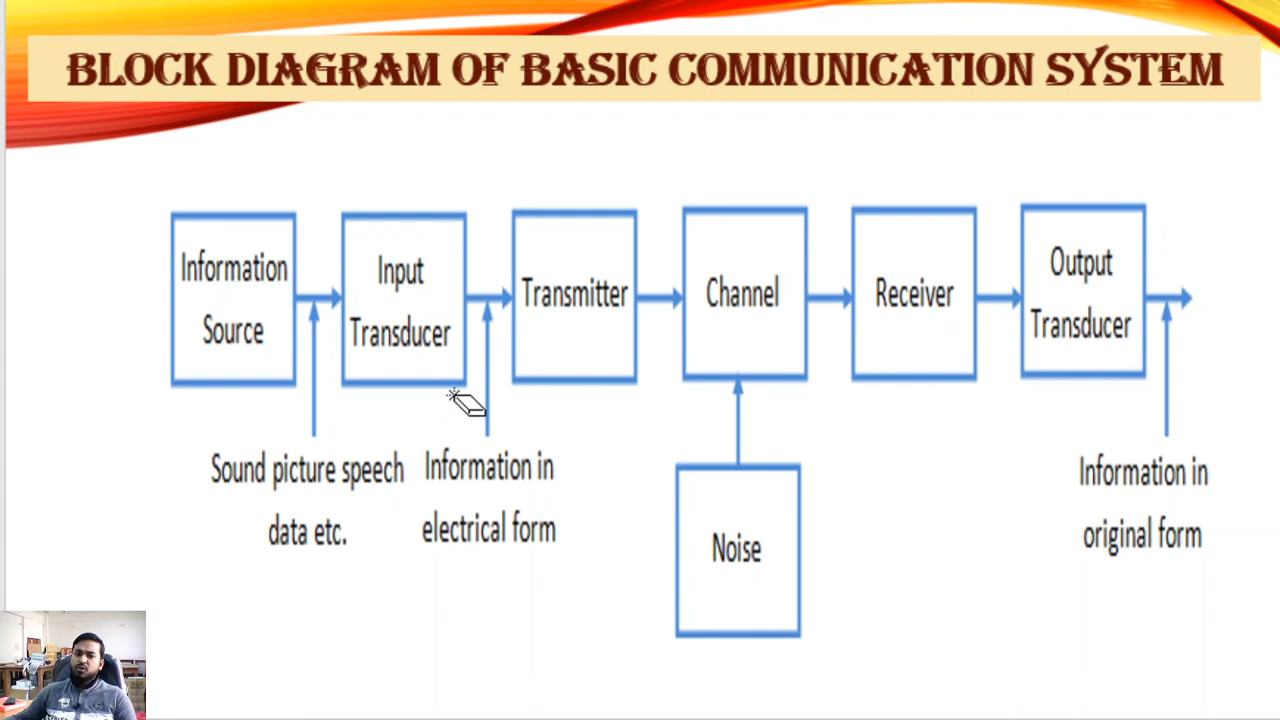 BLOCK DIAGRAM OF BASIC COMMUNICATION SYSTEM
Information
Source
Input
Transducer
Transmitter
Channel
Receiver
Output
Transducer
Sound picture speech
data etc.
Information in
electrical form
Noise
Information in
original form